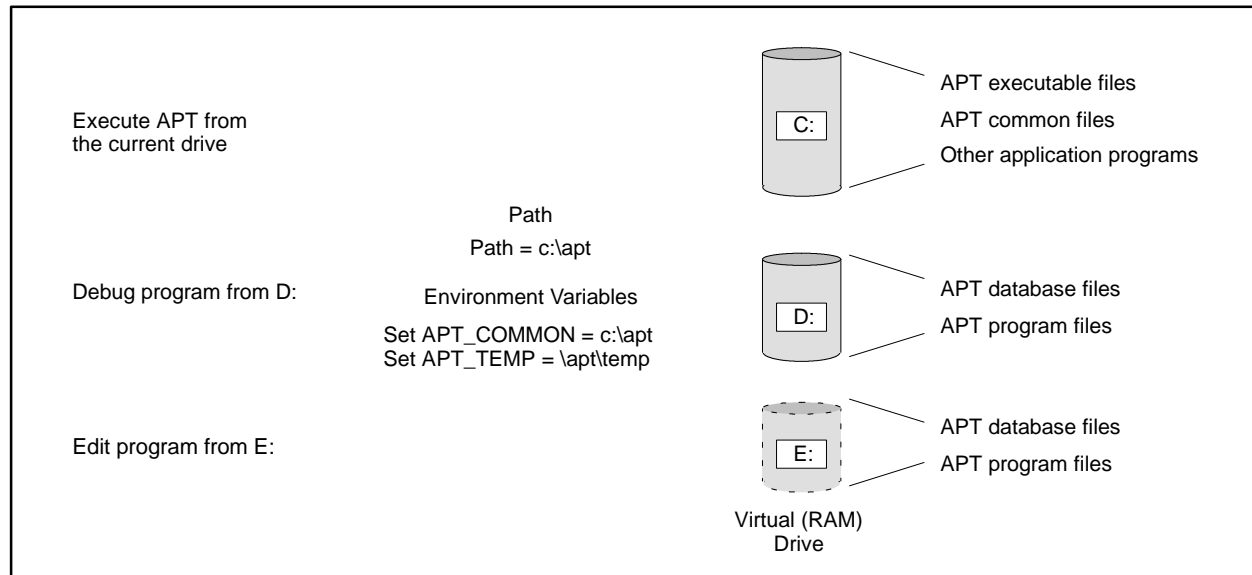 Execute APT from
the current drive
C:
APT executable files
APT common files
Other application programs
Path
Path = c:\apt
Debug program from D:
Environment Variables
Set APT_COMMON = c:\apt
Set APT_TEMP = \apt\temp
D:
APT database files
APT program files
Edit program from E:
E:
APT database files
APT program files
Virtual (RAM)
Drive